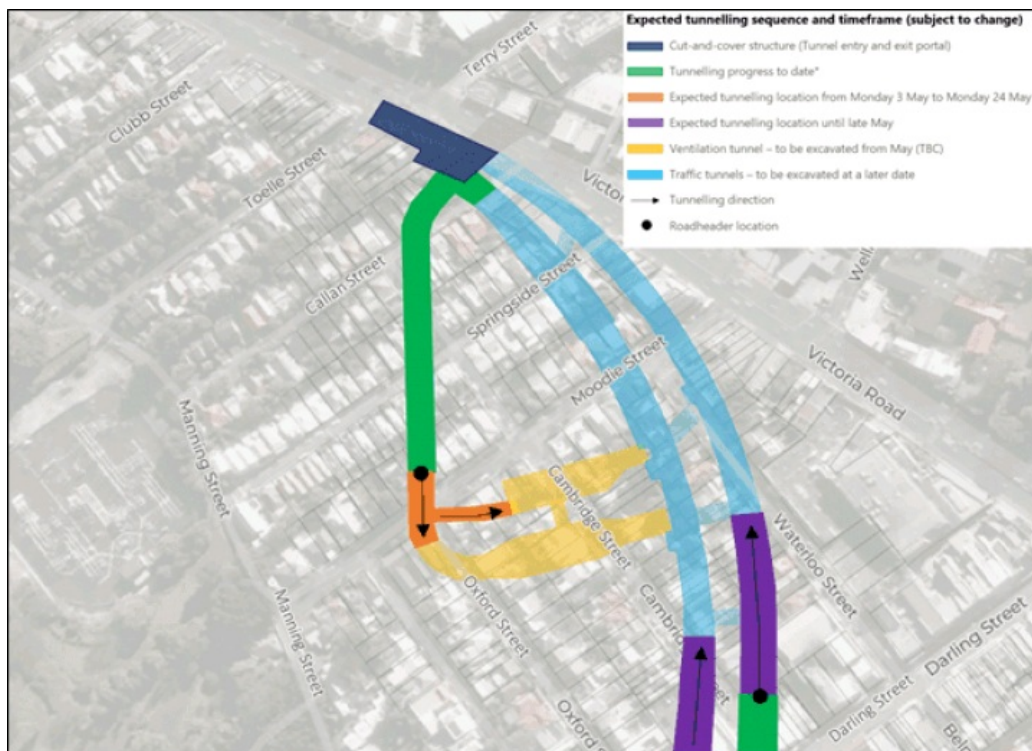 Expected tunnelling sequence and timeframe (subject to change)
Cut-and-cover structure (Tunnel entry and exit portal)
Tunnelling progress to date*
Expected tunnelling location from Monday 3 May to Monday 24 May
Expected tunnelling location until late May
Ventilation tunnel – to be excavated from May (TBC)
Traffic tunnels – to be excavated at a later date
Tunnelling direction
Roadheader location
Terry Street
Clubb Street
Toelle Street
Callan Street
Springside Street
Moodie Street
Victoria Road
Manning Street
Cambridge Street
Waterloo Street
Oxford Street
Manning Street
Darling Street
Darling Street